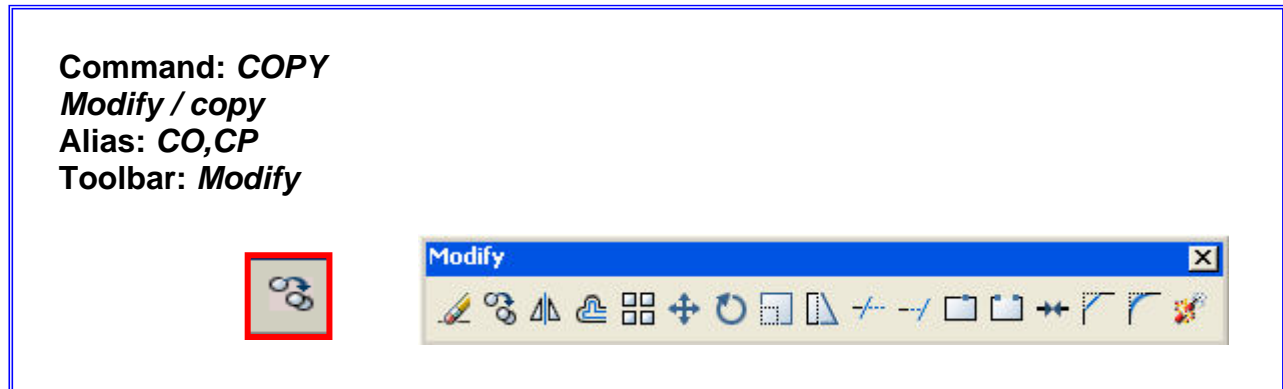 Command: COPY
Modify / copy
Alias: CO,CP
Toolbar: Modify
Modify